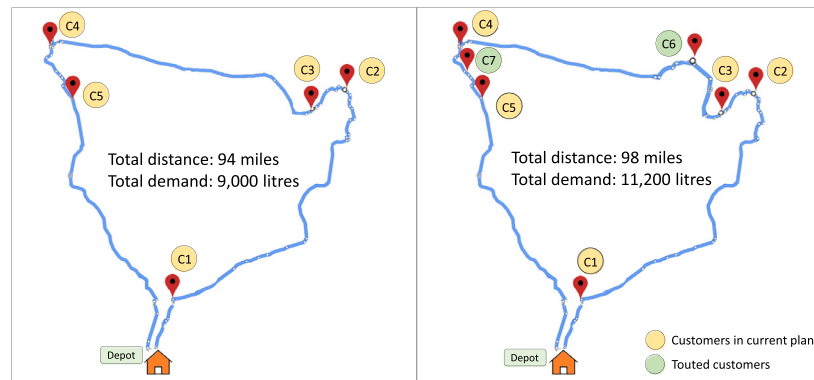 C4
C3
C2
C5
Total distance: 94 miles
Total demand: 9,000 litres
C1
Depot
C4
C6
C7
C3
C2
C5
Total distance: 98 miles
Total demand: 11,200 litres
C1
Depot
Customers in current plan
Touted customers